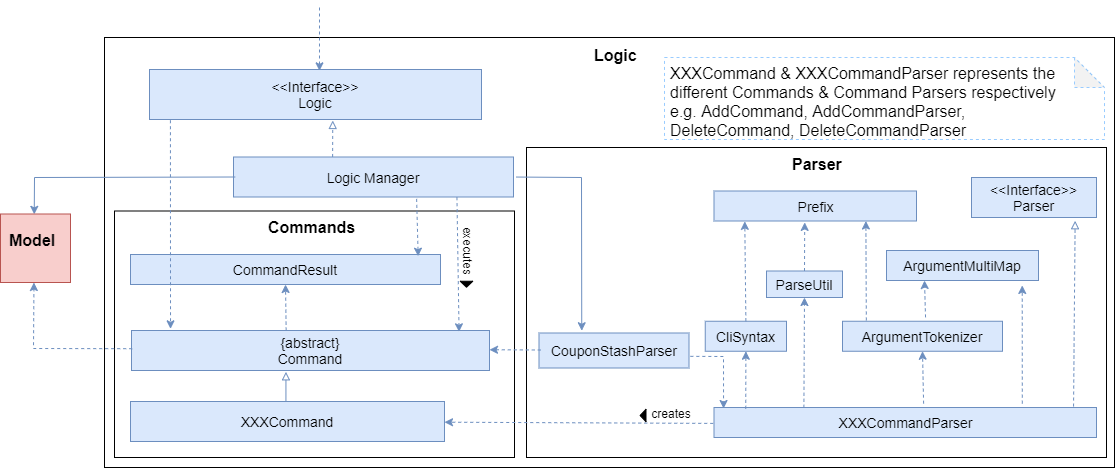 Logic
<<Interface>>
Logic
XXXCommand & XXXCommandParser represents the
different Commands & Command Parsers respectively
e.g. AddCommand, AddCommandParser,
DeleteCommand, DeleteCommandParser
Logic Manager
Parser
Prefix
<<Interface>>
Parser
Model
Commands
executes
CommandResult
ArgumentMultiMap
ParseUtil
{abstract}
Command
CouponStashParser
CliSyntax
ArgumentTokenizer
XXXCommand
creates
XXXCommandParser